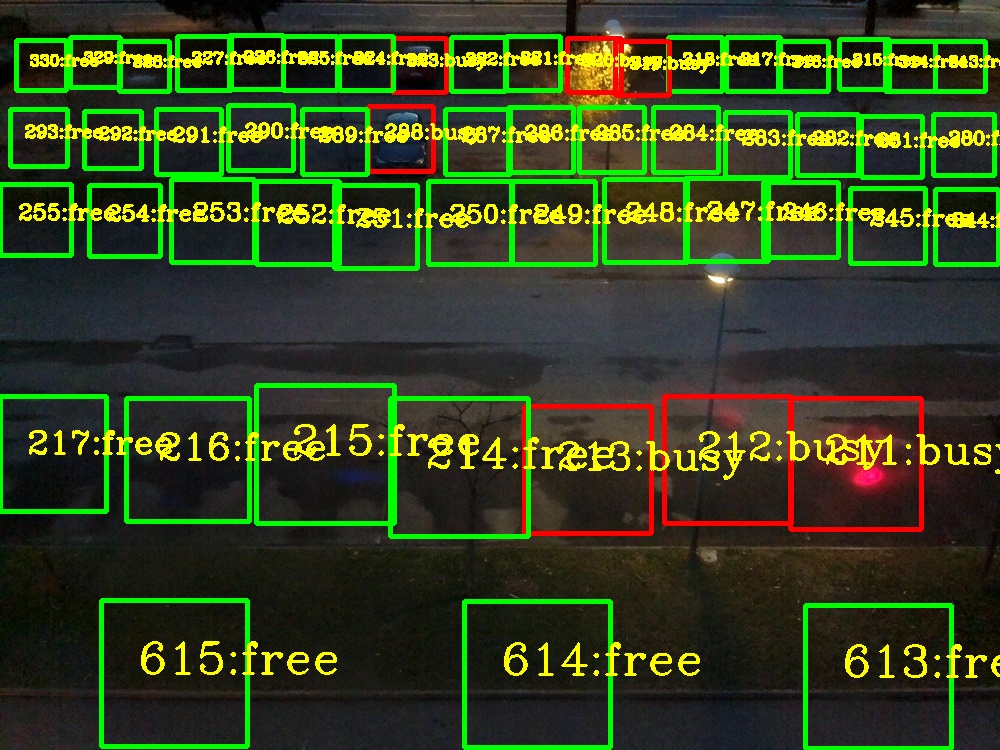 330:free 329:free 328:free 327:free 326:free 325:free 324:free 323:busy 322:free 321:free 320:busy 319:busy 318:free 317:free 316:free 315:free 314:free 313:free
293:free 292:free 291:free 290:free 289:free 288:busy 287:free 286:free 285:free 284:free 283:free 282:free 281:free 280:free
255:free 254:free 253:free 252:free 251:free 250:free 249:free 248:free 247:free 246:free 245:free 244:f
217:free 216:free 215:free 214:free 213:busy 212:busy 211:busy
615:free 614:free 613:fre